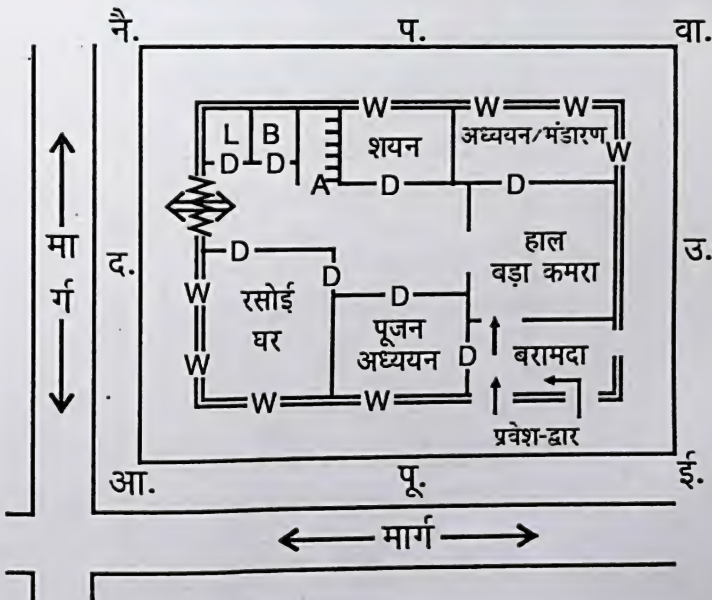 नै. प. वा.
W W W
L B शयन अध्ययन/मंडारण W
D D
A D D
मा
र्ग
द. हाल उ.
बड़ा कमरा
D D
W रसोई D
घर पूजन
अध्ययन बरामदा
W D
W W
प्रवेश-द्वार
आ. पू. ई.
मार्ग